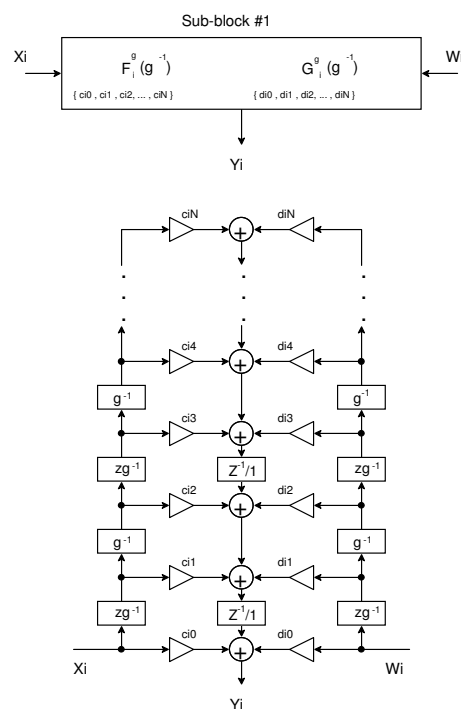 Sub-block #1
Xi
Wi
F i g (g -1)
G i g (g -1)
{ ci0 , ci1 , ci2, ... , ciN }
{ di0 , di1 , di2, ... , diN }
Yi
ciN
diN
+
. .
. . .
. . .
ci4
di4
+
g-1
g-1
ci3
di3
+
zg-1
Z-1/1
zg-1
ci2
di2
+
g-1
g-1
ci1
di1
+
zg-1
Z-1/1
zg-1
ci0
di0
+
Xi
Wi
Yi